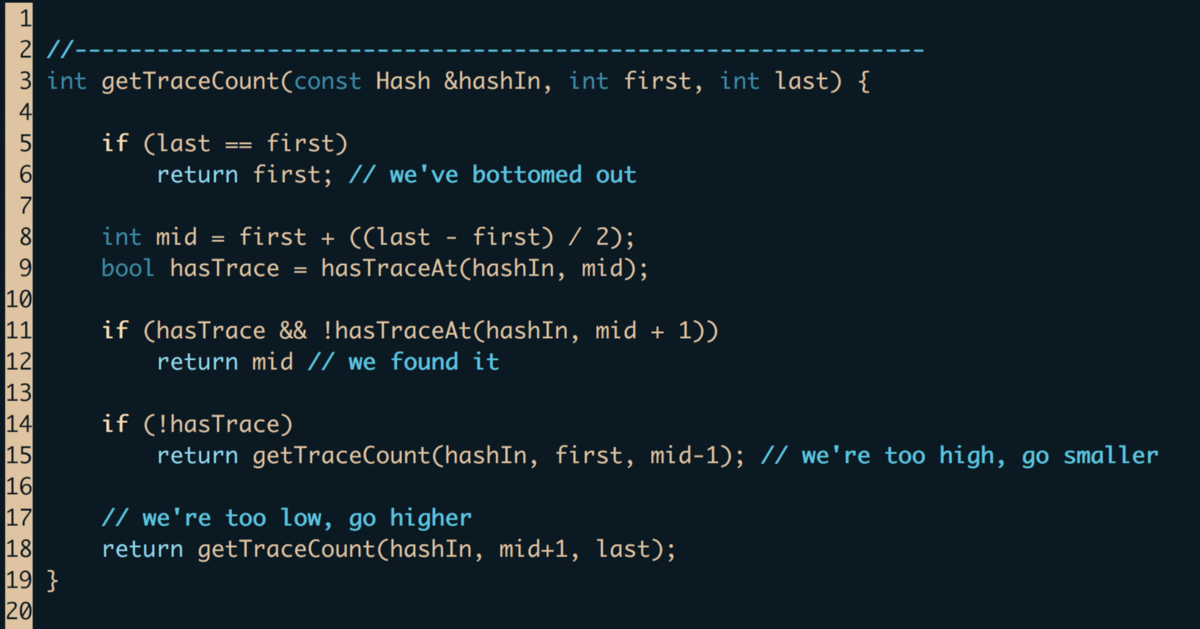 1
2 //--------------------------------------------------------------
3 int getTraceCount(const Hash &hashIn, int first, int last) {
4
5     if (last == first)
6         return first; // we've bottomed out
7
8     int mid = first + ((last - first) / 2);
9     bool hasTrace = hasTraceAt(hashIn, mid);
10
11     if (hasTrace && !hasTraceAt(hashIn, mid + 1))
12         return mid // we found it
13
14     if (!hasTrace)
15         return getTraceCount(hashIn, first, mid-1); // we're too high, go smaller
16
17     // we're too low, go higher
18     return getTraceCount(hashIn, mid+1, last);
19 }
20